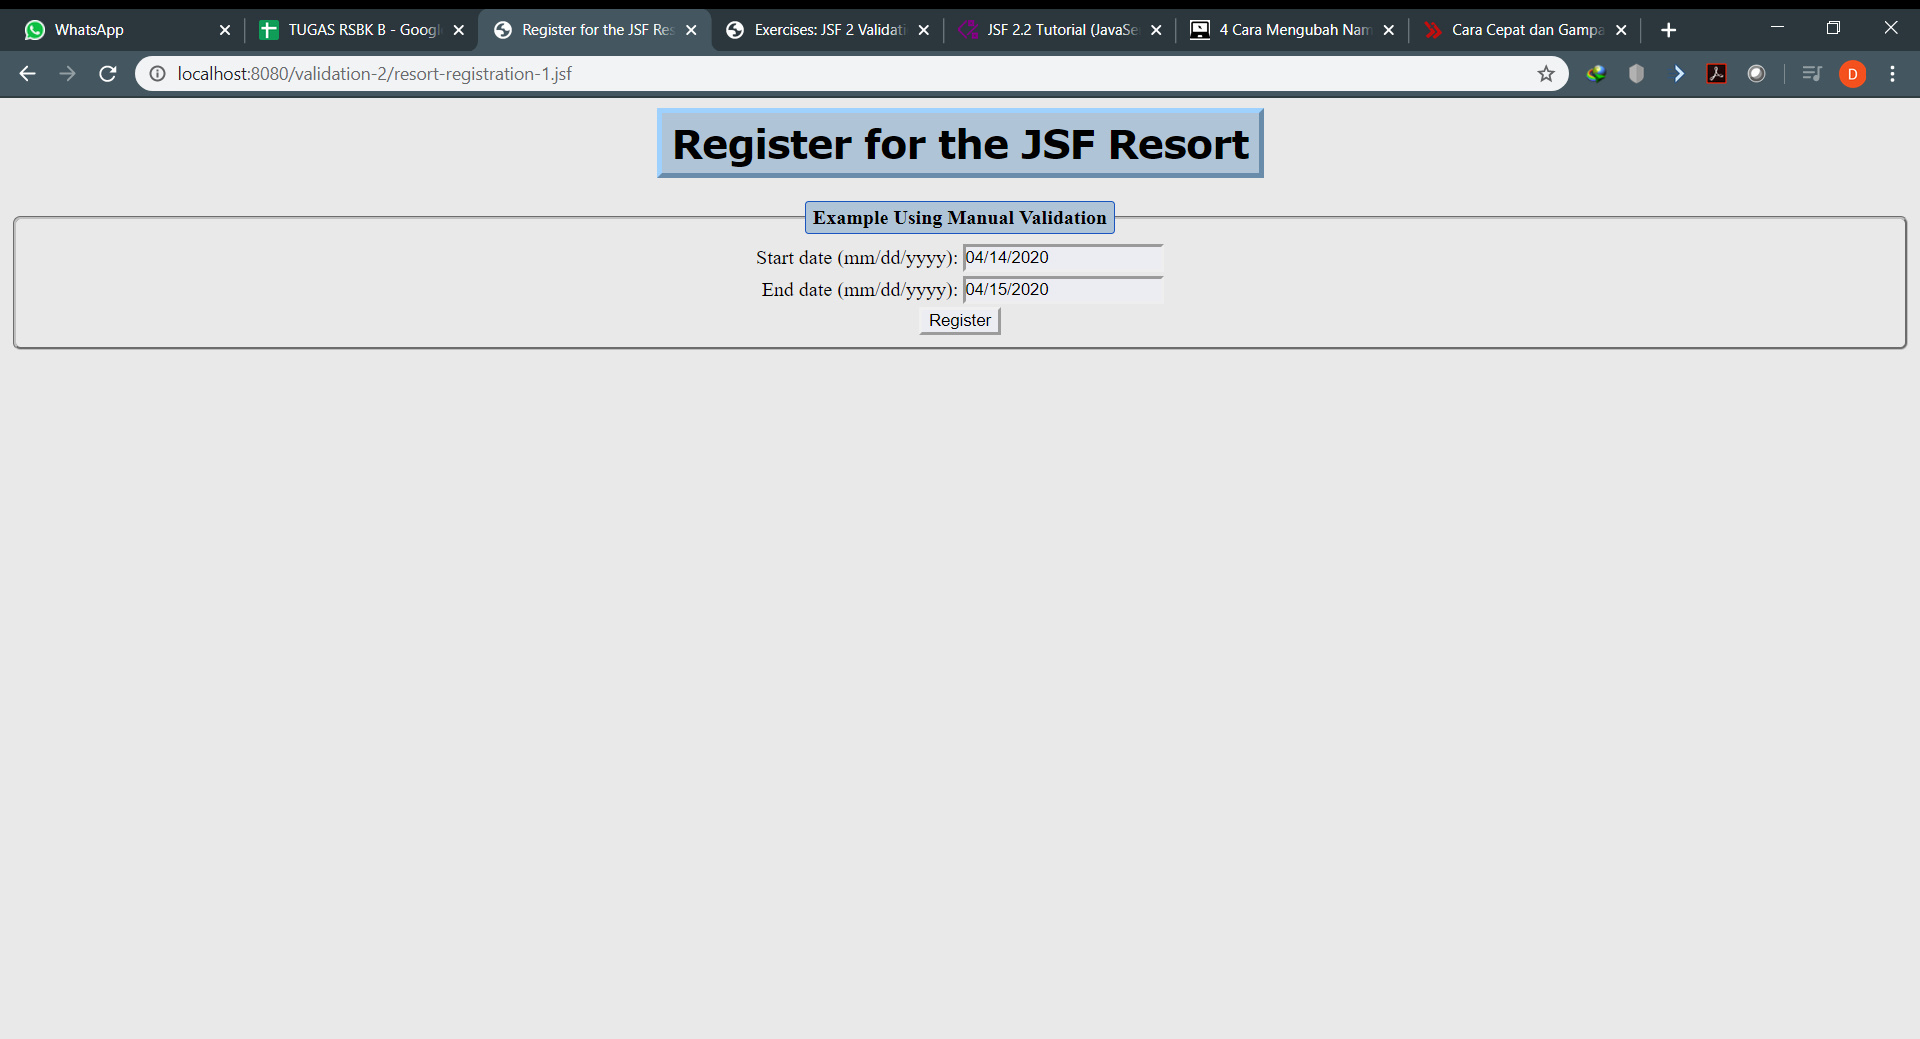 WhatsApp
TUGAS RSBK B - Googl
Register for the JSF Res
Exercises: JSF 2 Validati
JSF 2.2 Tutorial (JavaSe
4 Cara Mengubah Nam
Cara Cepat dan Gampa
localhost:8080/validation-2/resort-registration-1.jsf
D
Register for the JSF Resort
Example Using Manual Validation
Start date (mm/dd/yyyy): 04/14/2020
End date (mm/dd/yyyy): 04/15/2020
Register